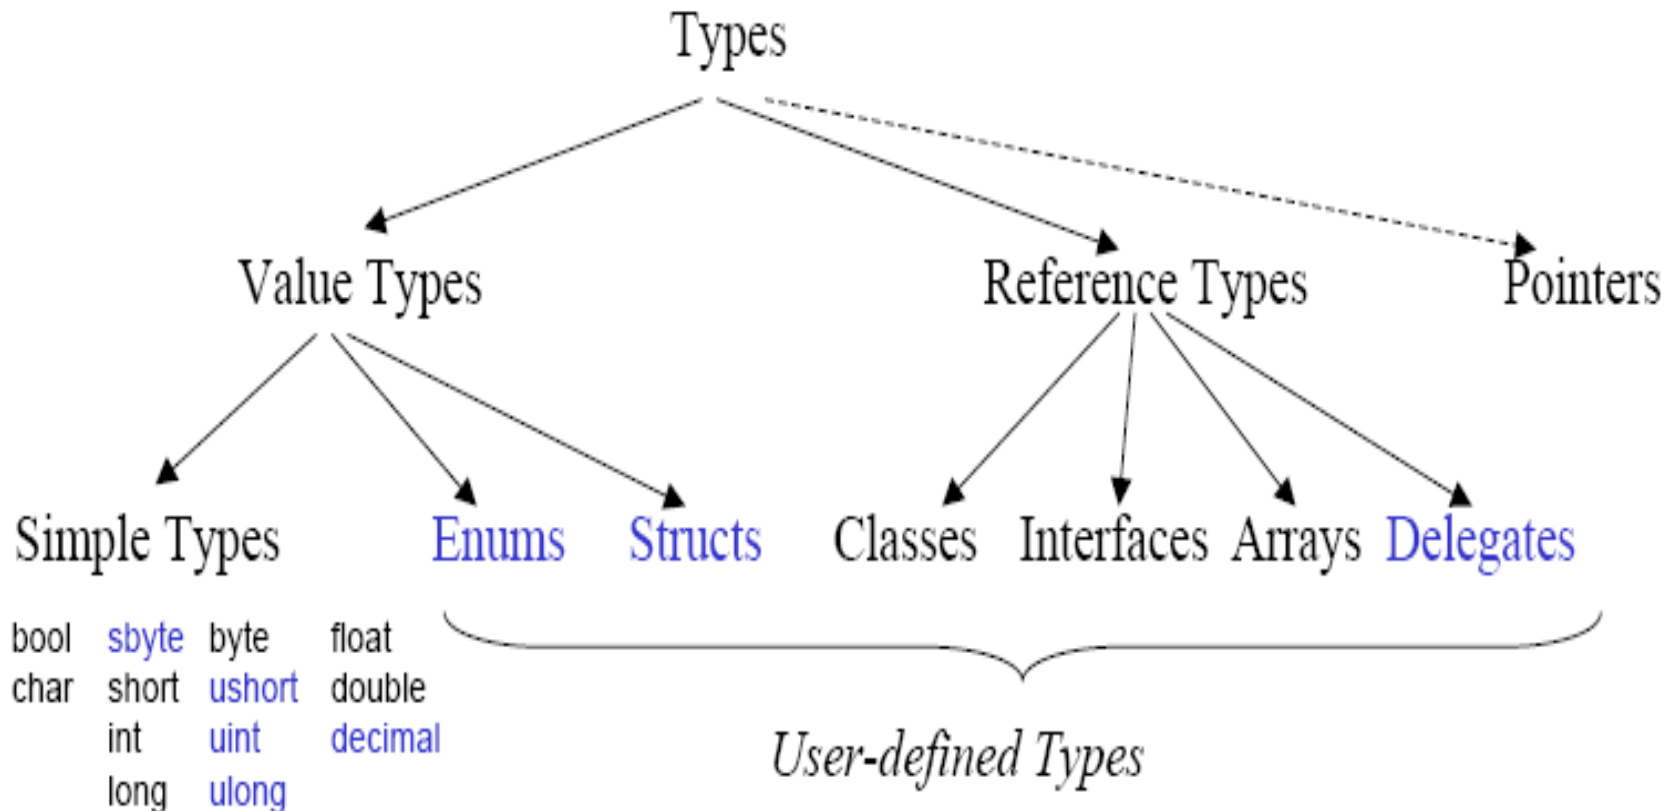 Types
Value Types Reference Types Pointers
Simple Types Enums Structs Classes Interfaces Arrays Delegates
bool sbyte byte float
char short ushort double
int uint decimal
long ulong
User-defined Types